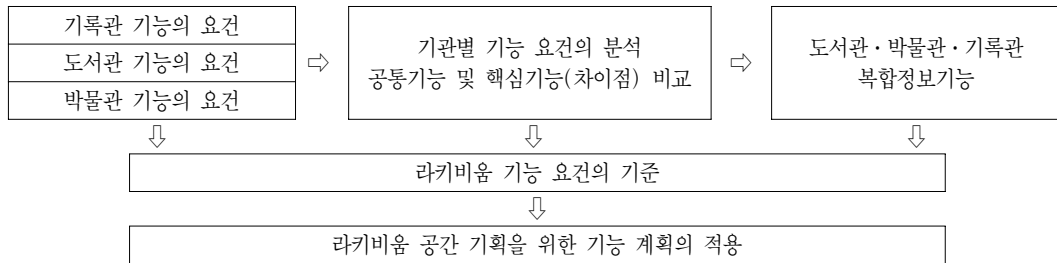 기록관 기능의 요건
도서관 기능의 요건
박물관 기능의 요건
⇨
기관별 기능 요건의 분석
공통기능 및 핵심기능(차이점) 비교
⇨
도서관・박물관・기록관
복합정보기능
⇩ ⇩ ⇩
라키비움 기능 요건의 기준
⇩
라키비움 공간 기획을 위한 기능 계획의 적용